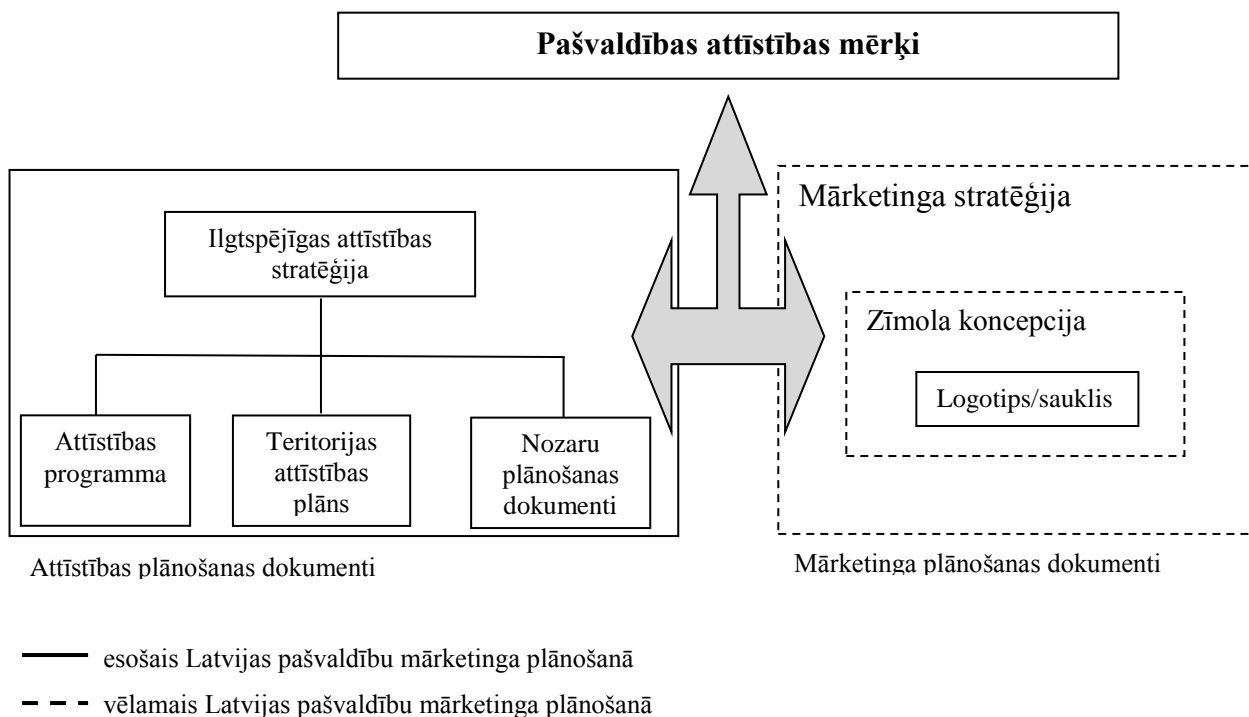 Pašvaldības attīstības mērķi
Ilgtspējīgas attīstības
stratēģija
Attīstības
programma
Teritorijas
attīstības
plāns
Nozaru
plānošanas
dokumenti
Attīstības plānošanas dokumenti
Mārketinga stratēģija
Zīmola koncepcija
Logotips/sauklis
Mārketinga plānošanas dokumenti
esošais Latvijas pašvaldību mārketinga plānošanā
vēlamais Latvijas pašvaldību mārketinga plānošanā